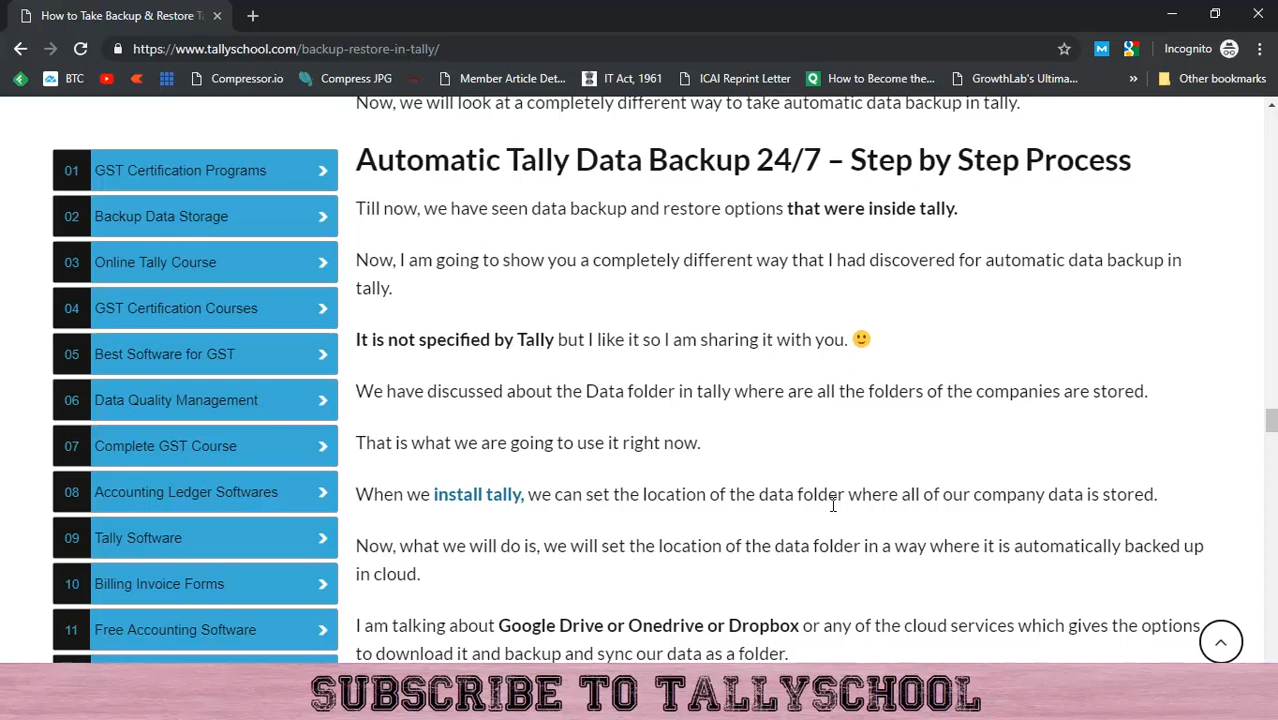 How to Take Backup & Restore Ta
https://www.tallyschool.com/backup-restore-in-tally/
Incognito
BTC
Compressor.io
Compress JPG
Member Article Det...
IT Act, 1961
ICAI Reprint Letter
How to Become the...
GrowthLab's Ultima...
Other bookmarks
Now, we will look at a completely different way to take automatic data backup in tally.
01 GST Certification Programs
02 Backup Data Storage
03 Online Tally Course
04 GST Certification Courses
05 Best Software for GST
06 Data Quality Management
07 Complete GST Course
08 Accounting Ledger Softwares
09 Tally Software
10 Billing Invoice Forms
11 Free Accounting Software
Automatic Tally Data Backup 24/7 – Step by Step Process
Till now, we have seen data backup and restore options that were inside tally.
Now, I am going to show you a completely different way that I had discovered for automatic data backup in
tally.
It is not specified by Tally but I like it so I am sharing it with you. 🙂
We have discussed about the Data folder in tally where are all the folders of the companies are stored.
That is what we are going to use it right now.
When we install tally, we can set the location of the data folder where all of our company data is stored.
Now, what we will do is, we will set the location of the data folder in a way where it is automatically backed up
in cloud.
I am talking about Google Drive or Onedrive or Dropbox or any of the cloud services which gives the options
to download it and backup and sync our data as a folder.
SUBSCRIBE TO TALLYSCHOOL